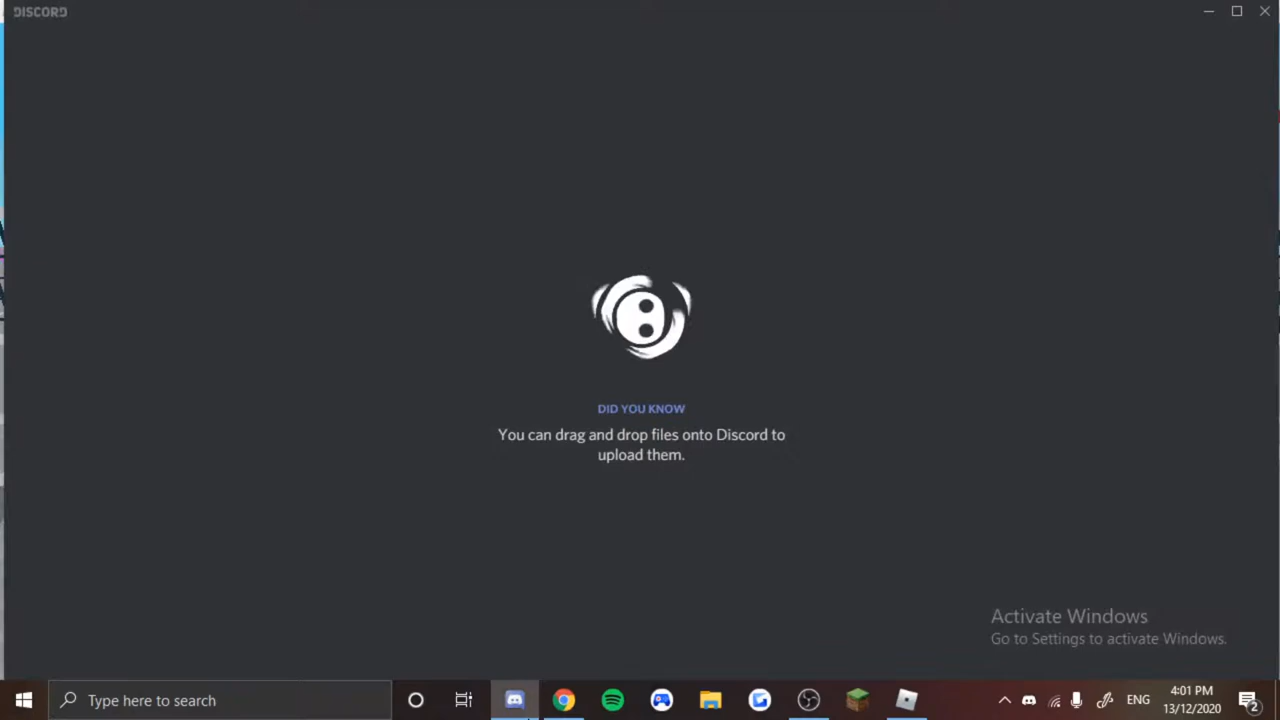 DISCORD
DID YOU KNOW
You can drag and drop files onto Discord to
upload them.
Activate Windows
Go to Settings to activate Windows.
Type here to search
ENG
4:01 PM
13/12/2020
2